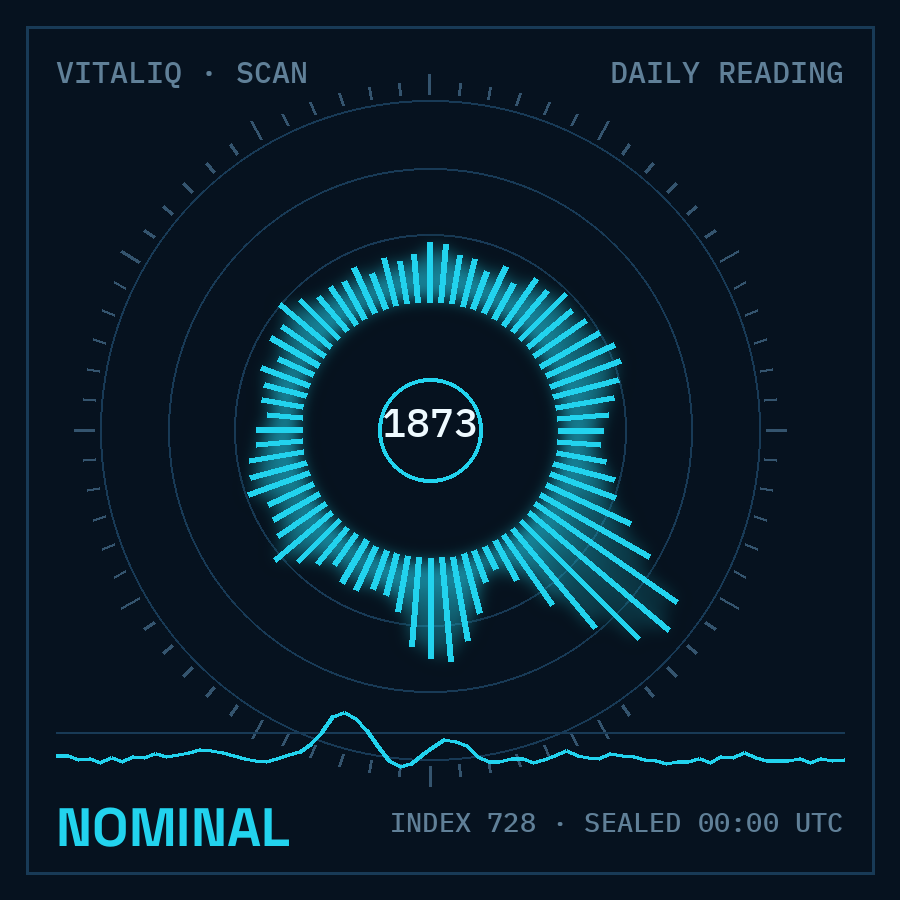 VITALIQ · SCAN
DAILY READING
1873
NOMINAL
INDEX 728 · SEALED 00:00 UTC